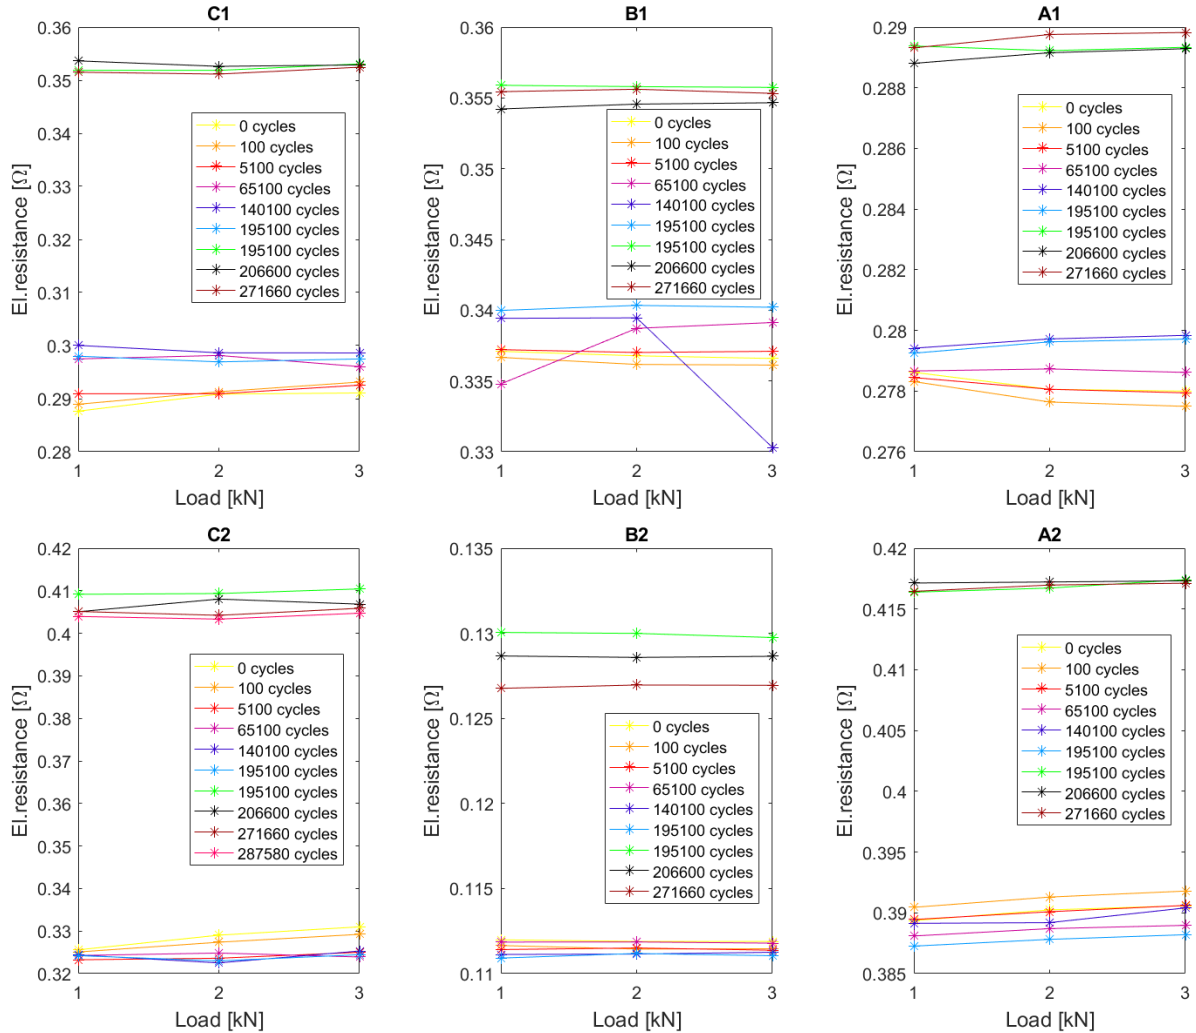 C1
El.resistance [Ω]
0.36
0.35
0.34
0.33
0.32
0.31
0.3
0.29
0.28
0 cycles
100 cycles
5100 cycles
65100 cycles
140100 cycles
195100 cycles
195100 cycles
206600 cycles
271660 cycles
1 2 3
Load [kN]
B1
El.resistance [Ω]
0.36
0.355
0.35
0.345
0.34
0.335
0.33
0 cycles
100 cycles
5100 cycles
65100 cycles
140100 cycles
195100 cycles
195100 cycles
206600 cycles
271660 cycles
1 2 3
Load [kN]
A1
El.resistance [Ω]
0.29
0.288
0.286
0.284
0.282
0.28
0.278
0.276
0 cycles
100 cycles
5100 cycles
65100 cycles
140100 cycles
195100 cycles
195100 cycles
206600 cycles
271660 cycles
1 2 3
Load [kN]
C2
El.resistance [Ω]
0.42
0.41
0.4
0.39
0.38
0.37
0.36
0.35
0.34
0.33
0.32
0 cycles
100 cycles
5100 cycles
65100 cycles
140100 cycles
195100 cycles
195100 cycles
206600 cycles
271660 cycles
287580 cycles
1 2 3
Load [kN]
B2
El.resistance [Ω]
0.135
0.13
0.125
0.12
0.115
0.11
0 cycles
100 cycles
5100 cycles
65100 cycles
140100 cycles
195100 cycles
195100 cycles
206600 cycles
271660 cycles
1 2 3
Load [kN]
A2
El.resistance [Ω]
0.42
0.415
0.41
0.405
0.4
0.395
0.39
0.385
0 cycles
100 cycles
5100 cycles
65100 cycles
140100 cycles
195100 cycles
195100 cycles
206600 cycles
271660 cycles
1 2 3
Load [kN]